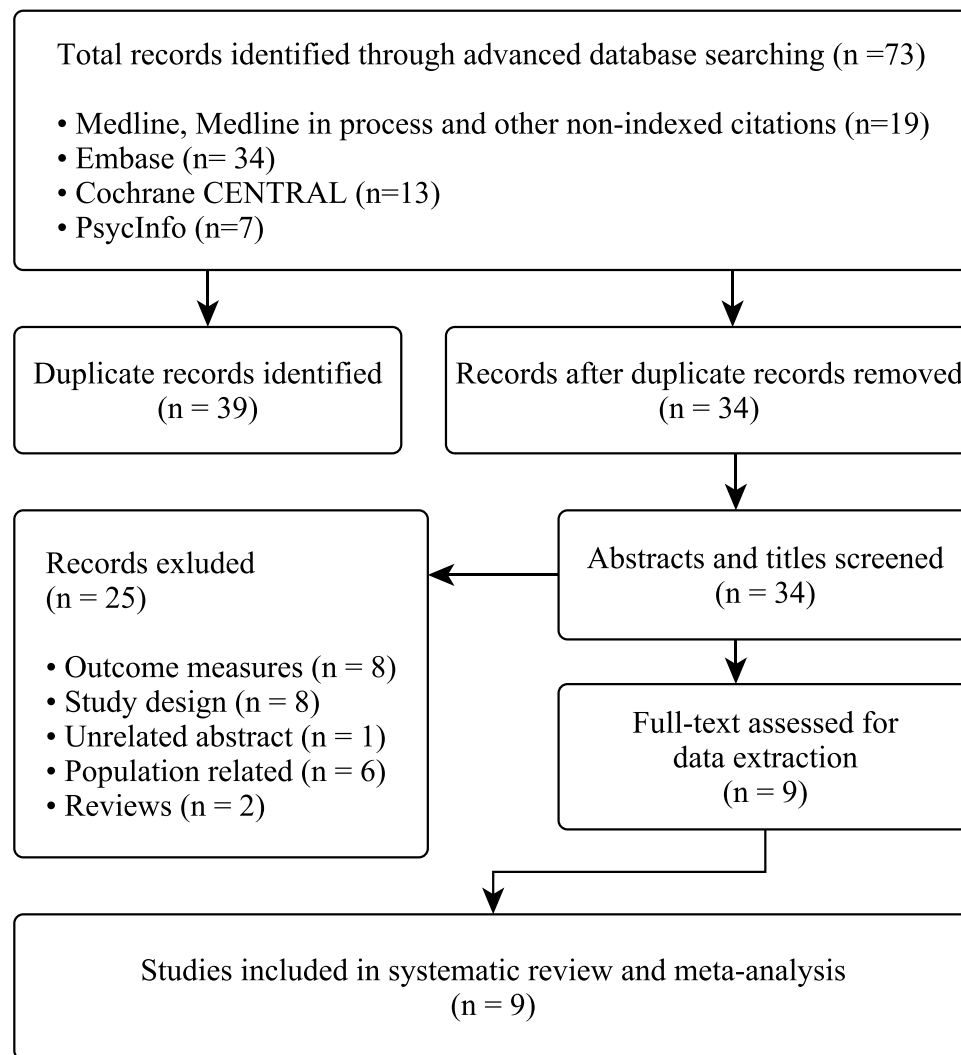 Total records identified through advanced database searching (n =73)
• Medline, Medline in process and other non-indexed citations (n=19)
• Embase (n= 34)
• Cochrane CENTRAL (n=13)
• PsycInfo (n=7)
Duplicate records identified
(n = 39)
Records after duplicate records removed
(n = 34)
Abstracts and titles screened
(n = 34)
Records exluded
(n = 25)
• Outcome measures (n = 8)
• Study design (n = 8)
• Unrelated abstract (n = 1)
• Population related (n = 6)
• Reviews (n = 2)
Full-text assessed for
data extraction
(n = 9)
Studies included in systematic review and meta-analysis
(n = 9)